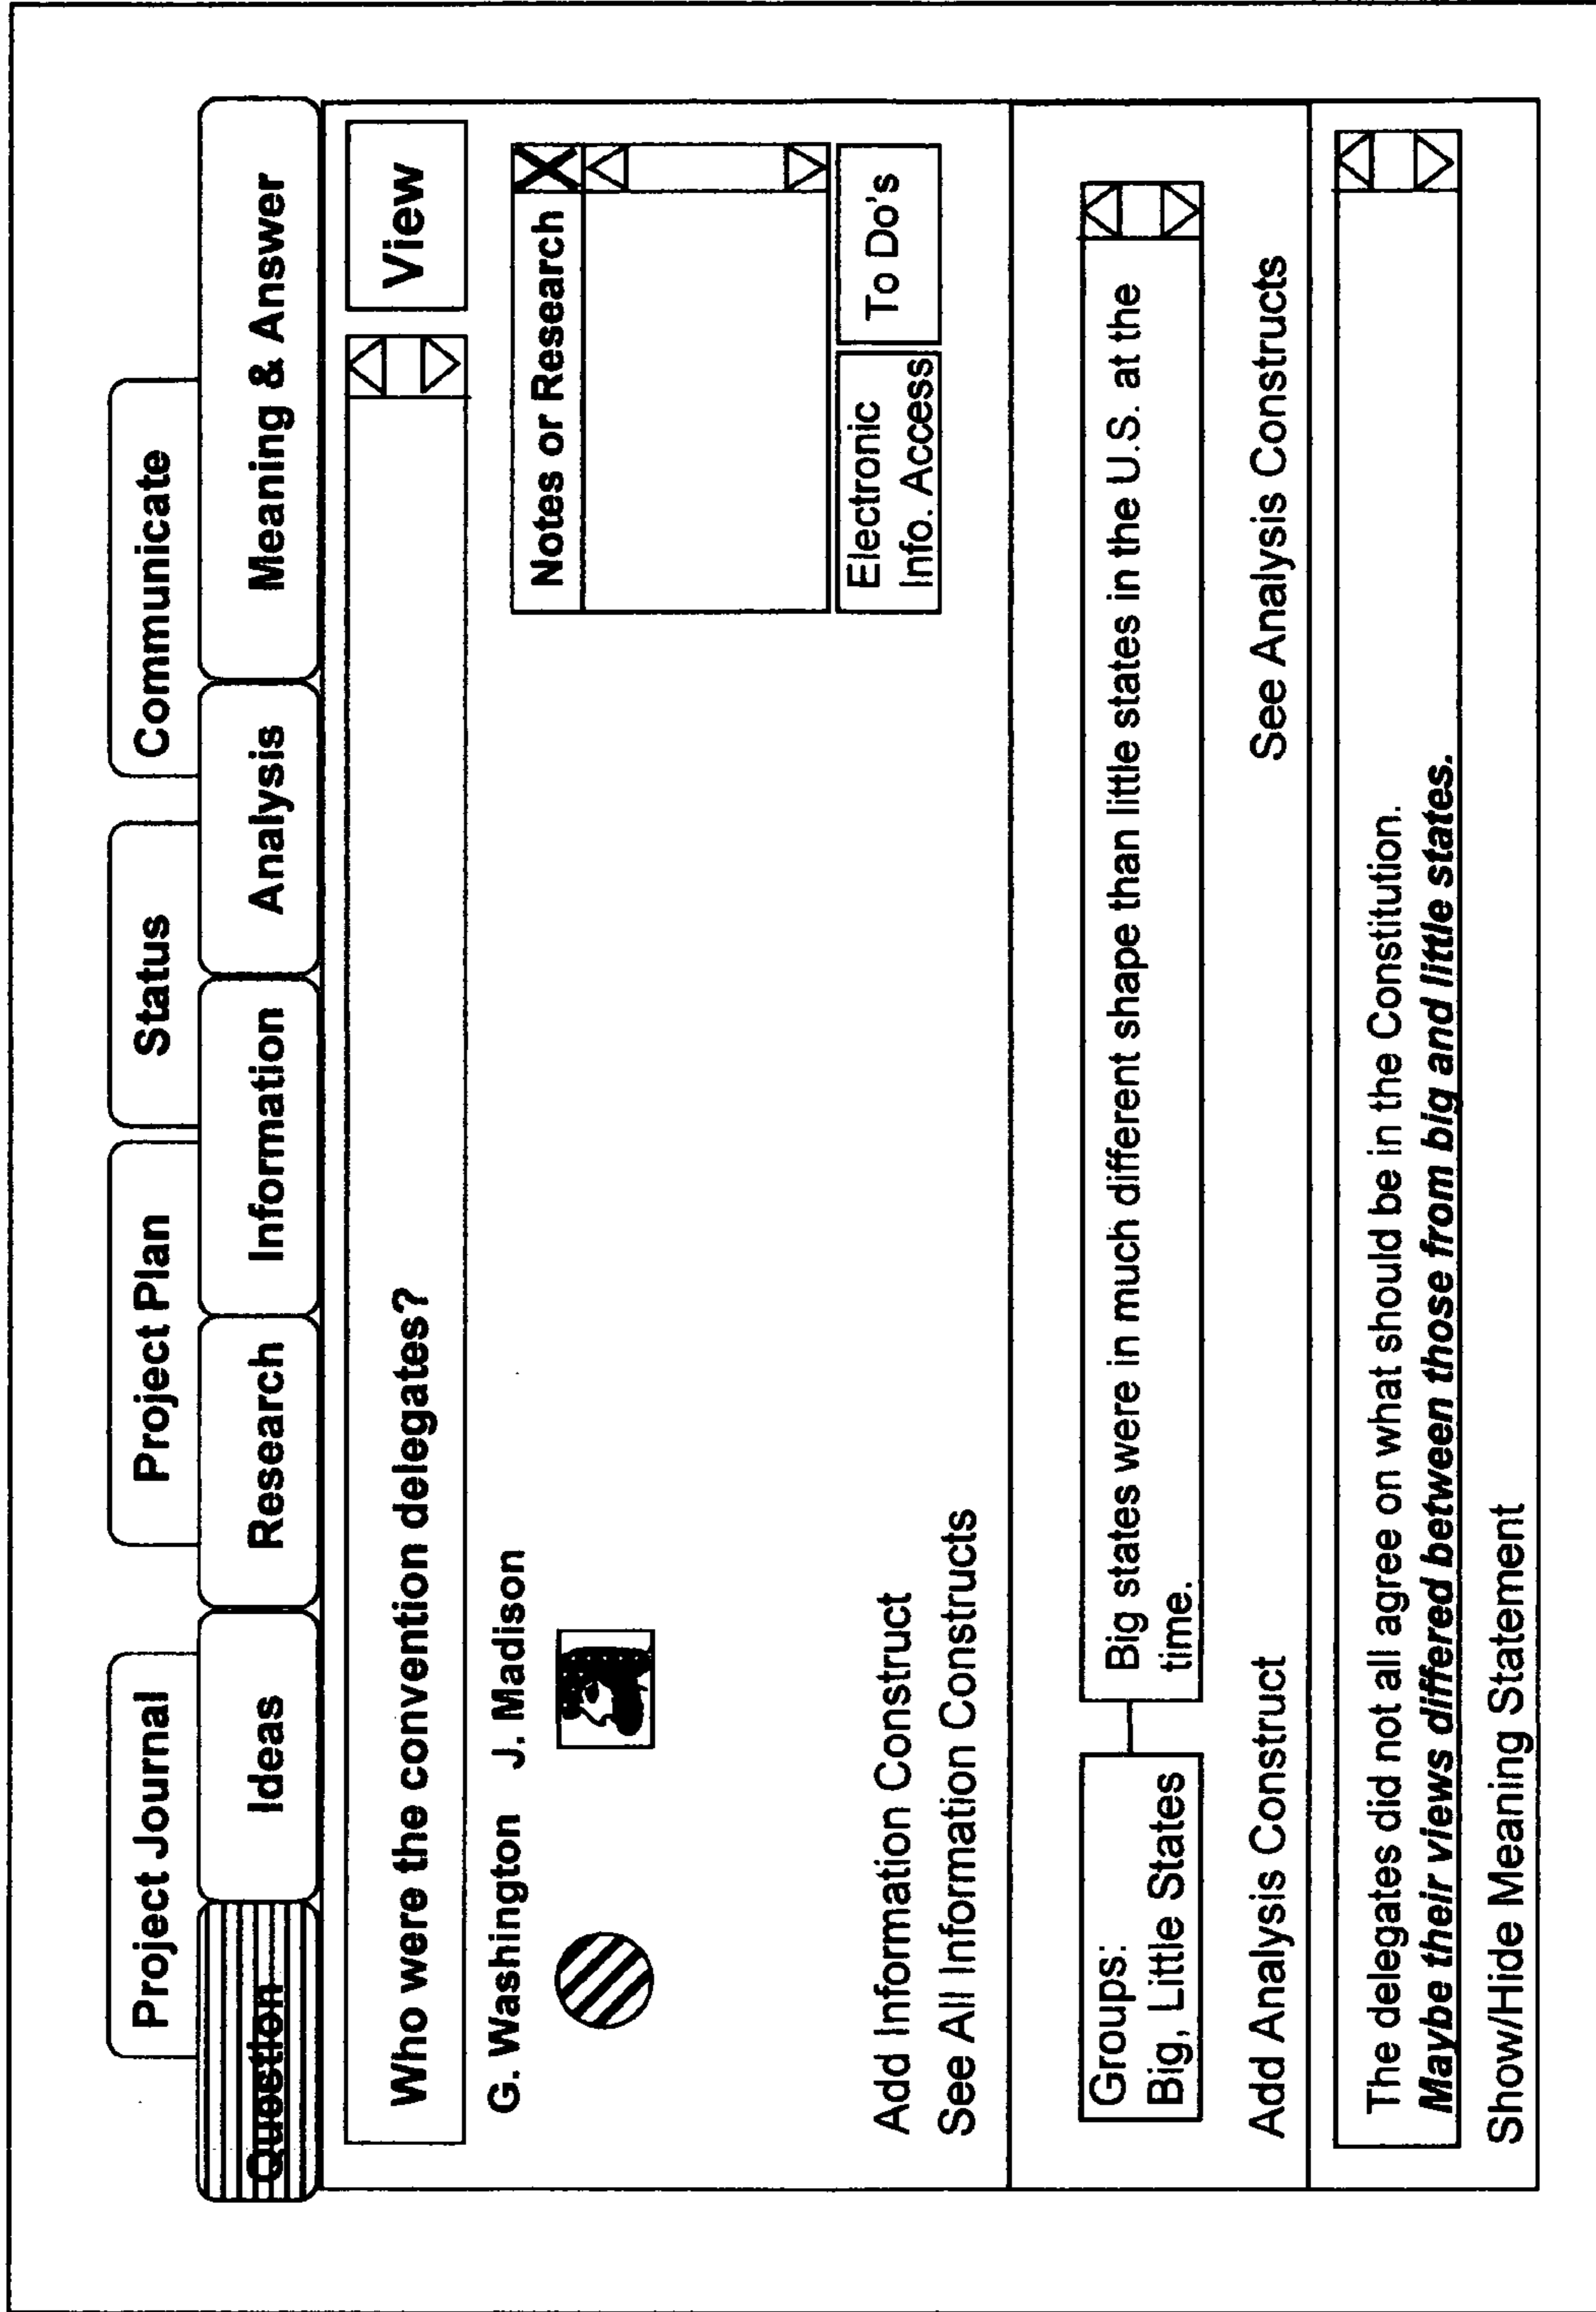 Project Journal Project Plan Status Communicate
Question Ideas Research Information Analysis Meaning & Answer
Who were the convention delegates?
View
G. Washington J. Madison
Notes or Research
Electronic
Info. Access
To Do's
Add Information Construct
See All Information Constructs
Groups:
Big, Little States
Big states were in much different shape than little states in the U.S. at the
time.
Add Analysis Construct See Analysis Constructs
The delegates did not all agree on what should be in the Constitution.
Maybe their views differed between those from big and little states.
Show/Hide Meaning Statement